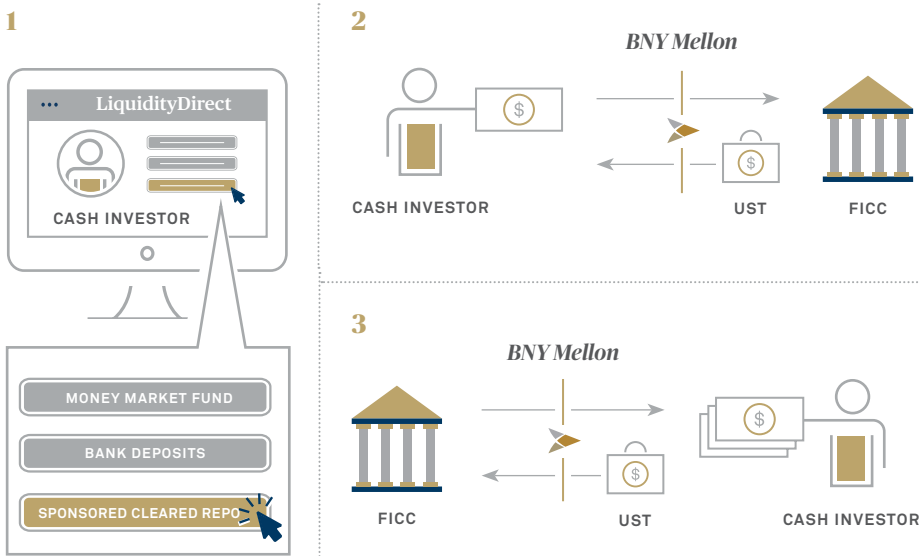 1
LiquidityDirect
CASH INVESTOR
MONEY MARKET FUND
BANK DEPOSITS
SPONSORED CLEARED REPO
2
BNY Mellon
$
$
CASH INVESTOR
UST
FICC
3
BNY Mellon
$
$
FICC
UST
CASH INVESTOR